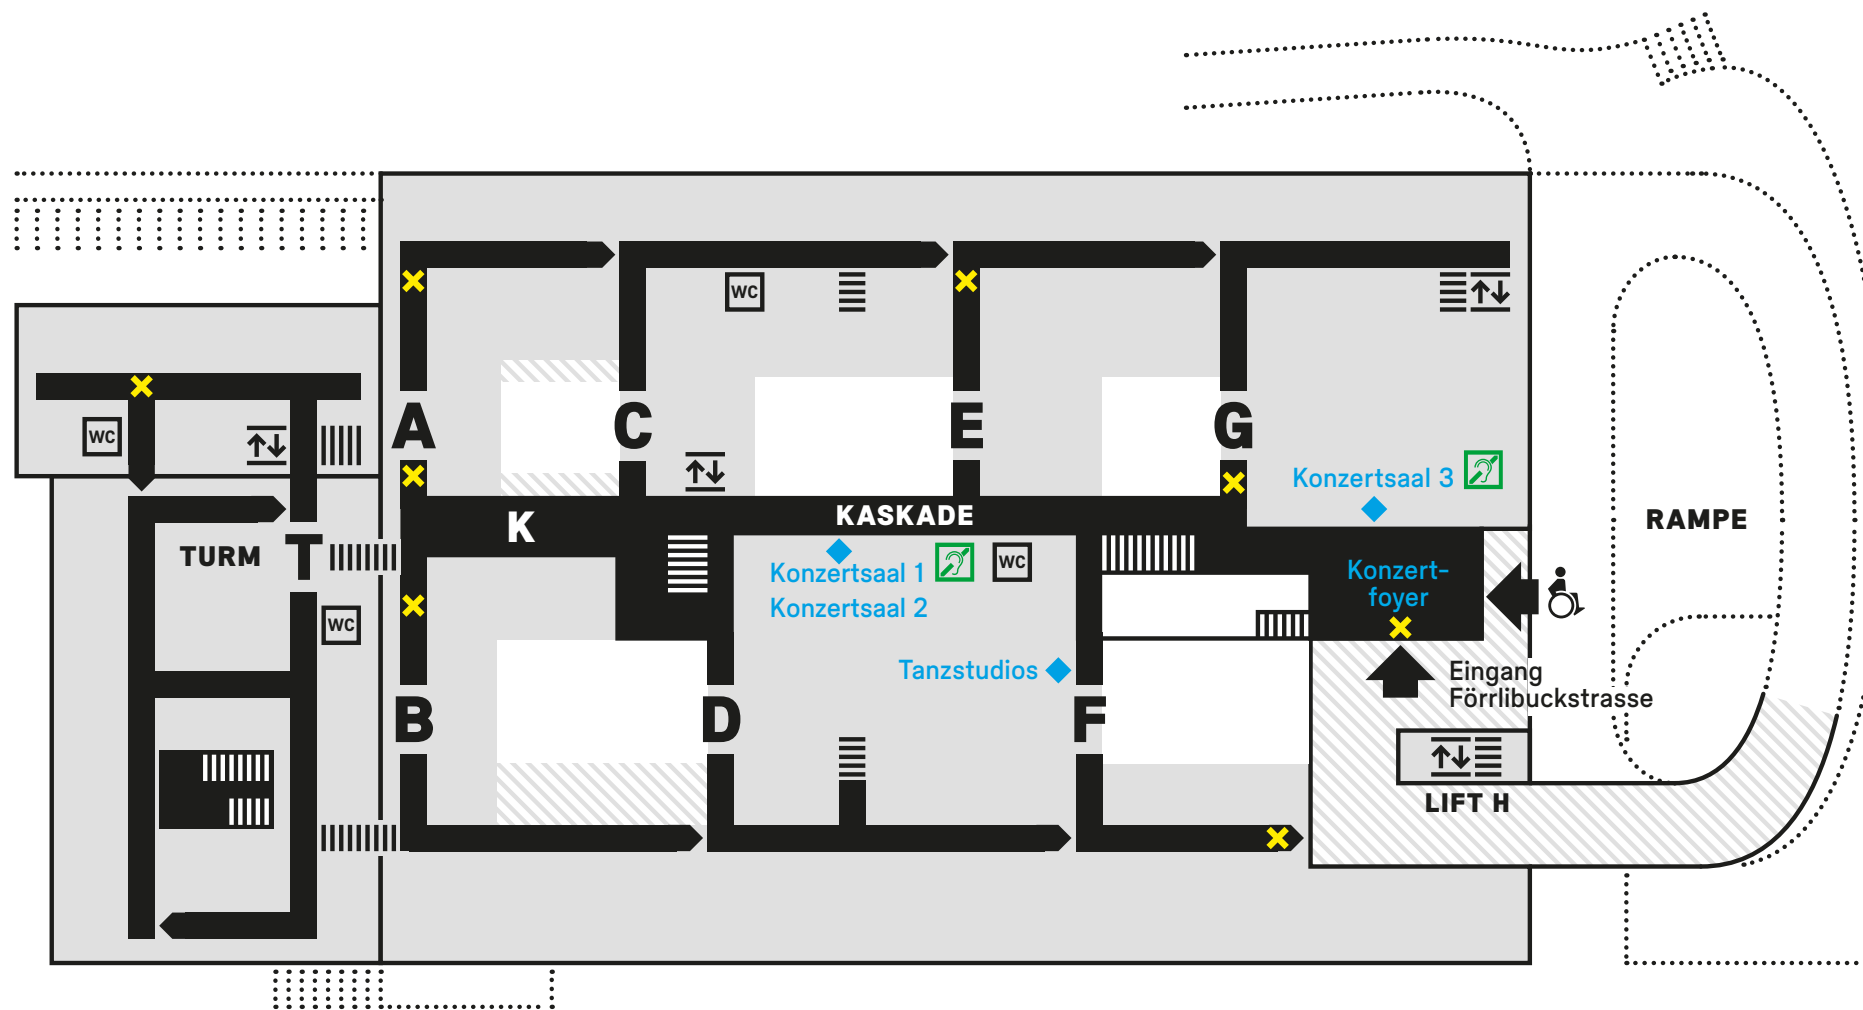 WC
WC
A
C
E
G
WC
Konzertsaal 3
K
KASKADE
RAMPE
TURM
T
Konzertsaal 1
WC
Konzertsaal 2
Konzert-
foyer
WC
Tanzstudios
Eingang
Förrlibuckstrasse
B
D
F
LIFT H